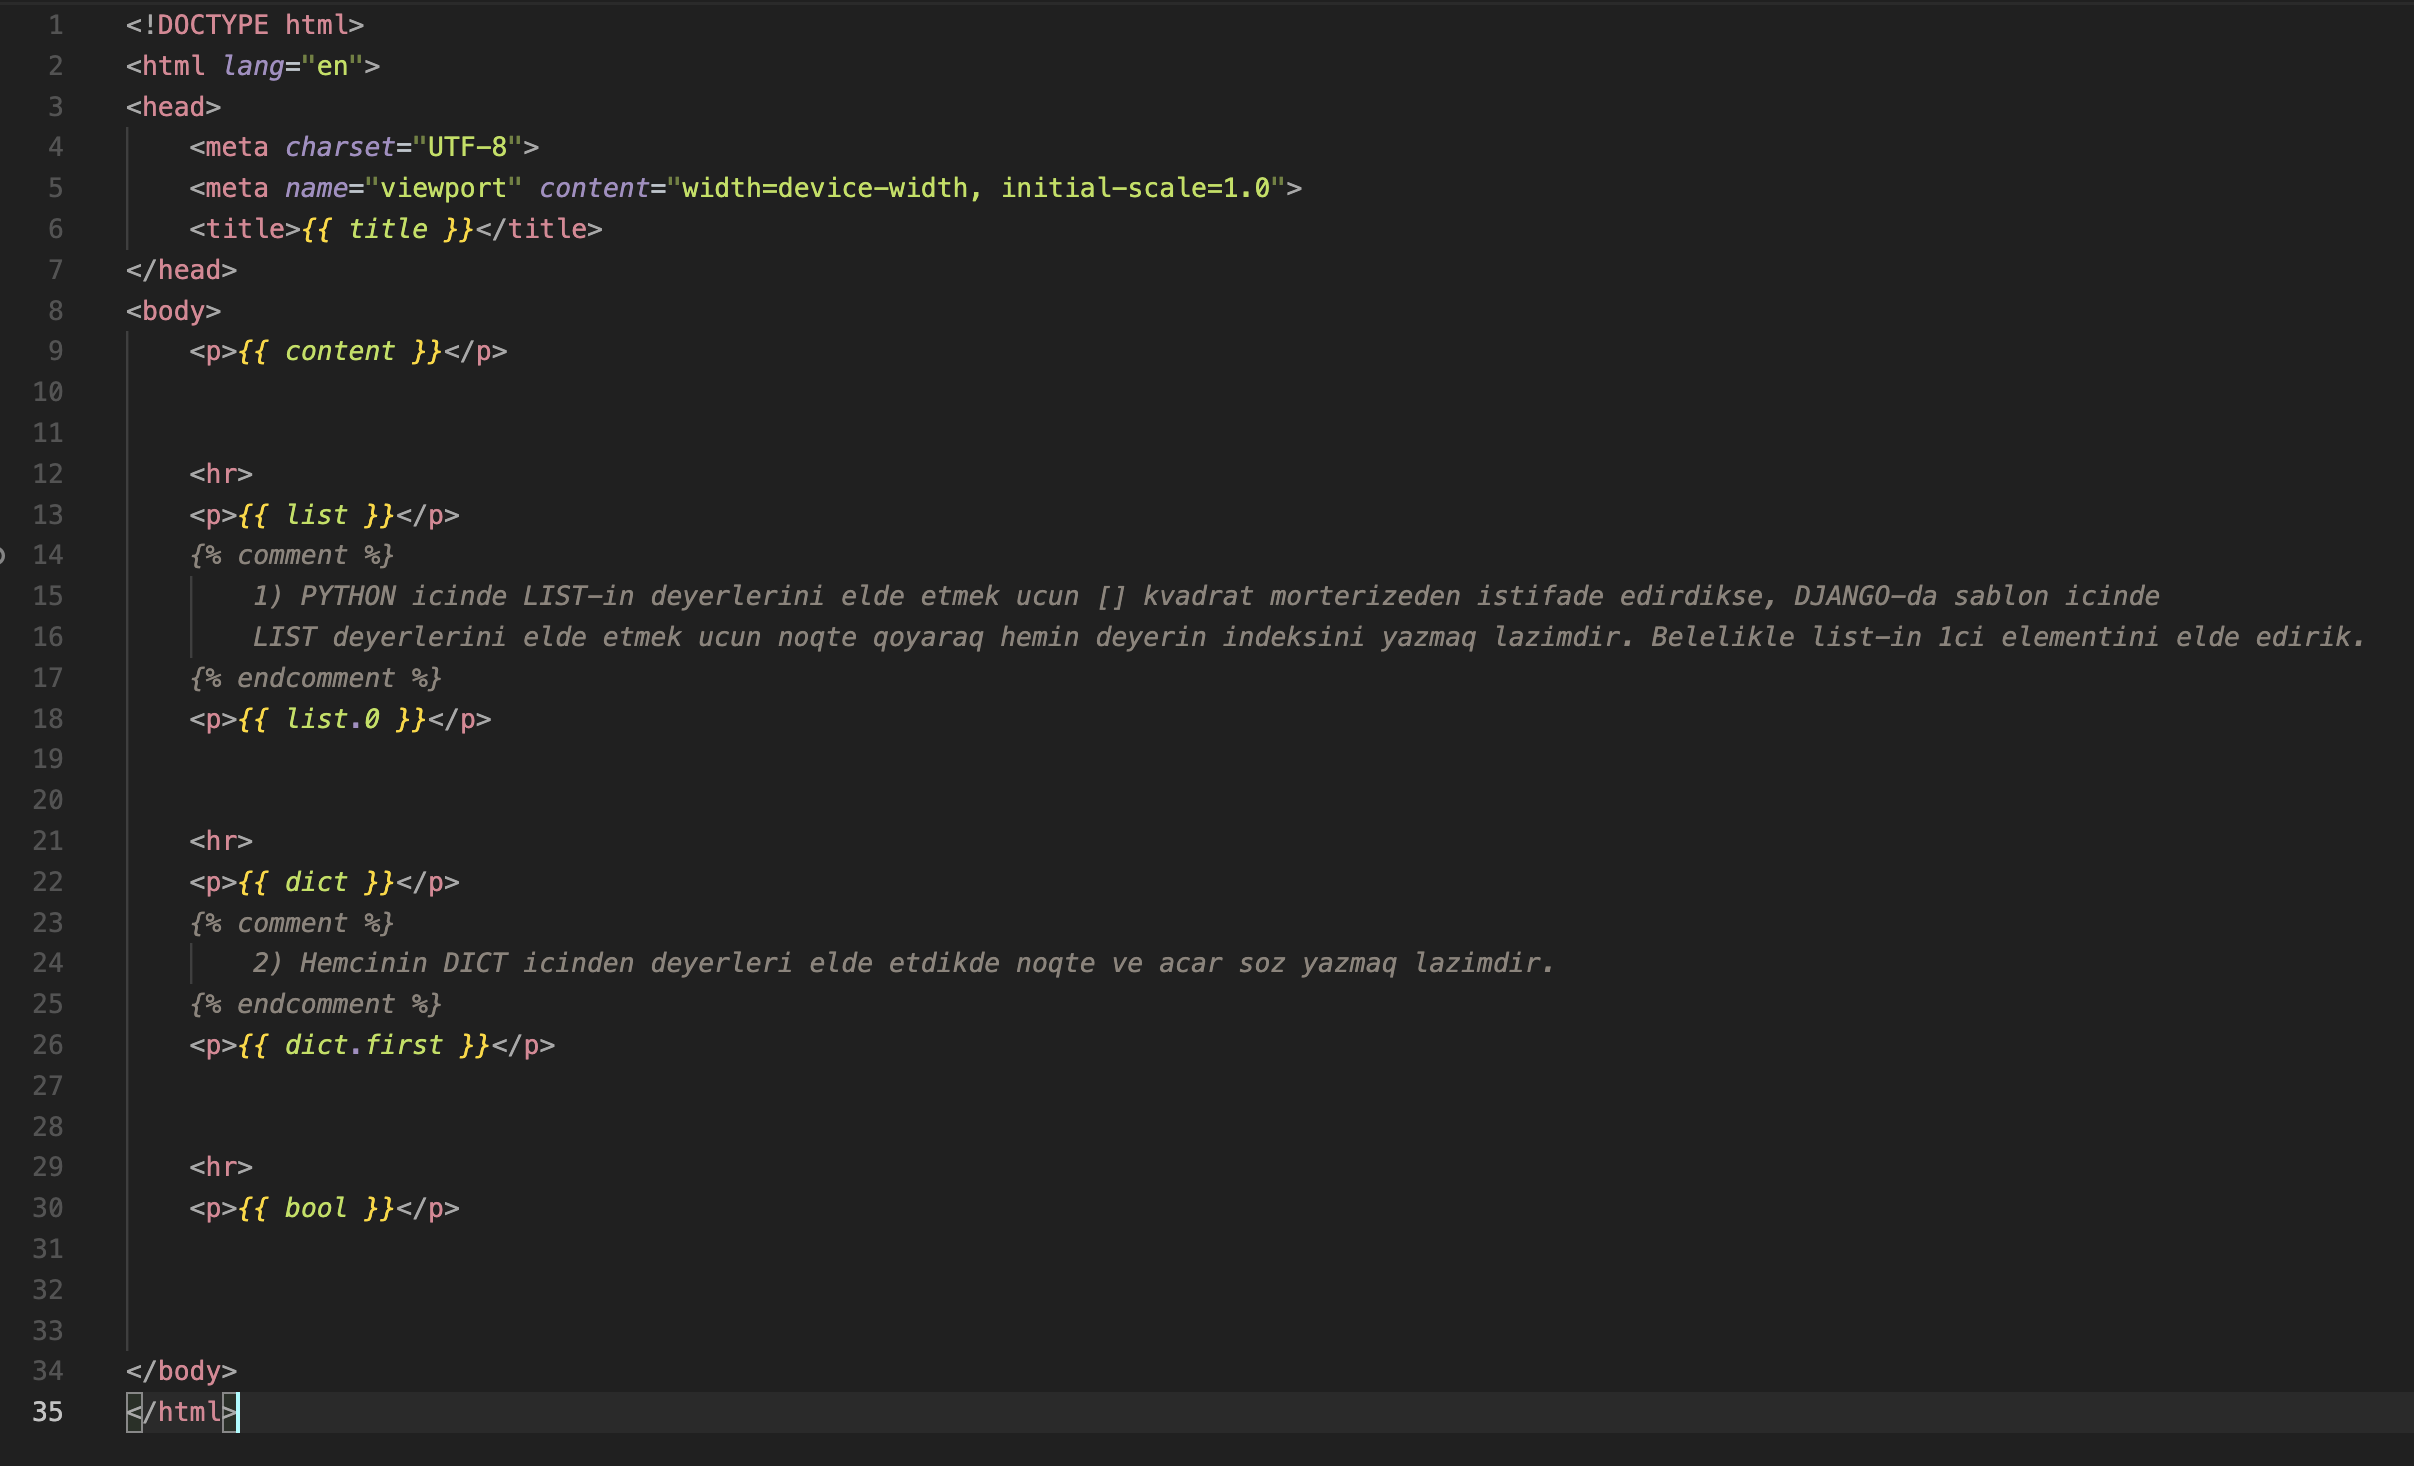 1 <!DOCTYPE html>
2 <html lang="en">
3 <head>
4     <meta charset="UTF-8">
5     <meta name="viewport" content="width=device-width, initial-scale=1.0">
6     <title>{{ title }}</title>
7 </head>
8 <body>
9     <p>{{ content }}</p>
10
11
12     <hr>
13     <p>{{ list }}</p>
14     {% comment %}
15         1) PYTHON icinde LIST-in deyerlerini elde etmek ucun [] kvadrat morterizeden istifade edirdikse, DJANGO-da sablon icinde
16         LIST deyerlerini elde etmek ucun noqte qoyaraq hemin deyerin indeksini yazmaq lazimdir. Belelikle list-in 1ci elementini elde edirik.
17     {% endcomment %}
18     <p>{{ list.0 }}</p>
19
20
21     <hr>
22     <p>{{ dict }}</p>
23     {% comment %}
24         2) Hemcinin DICT icinden deyerleri elde etdikde noqte ve acar soz yazmaq lazimdir.
25     {% endcomment %}
26     <p>{{ dict.first }}</p>
27
28
29     <hr>
30     <p>{{ bool }}</p>
31
32
33
34 </body>
35 </html>